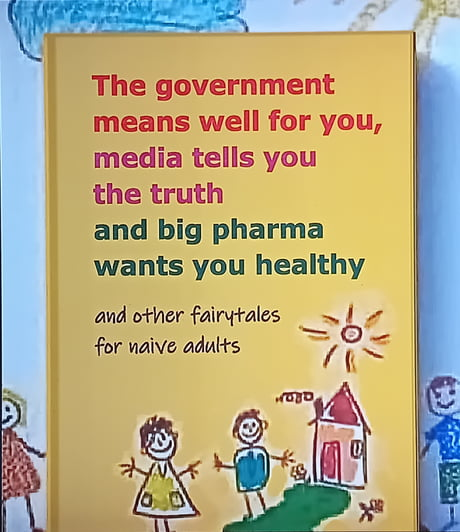 The government
means well for you,
media tells you
the truth
and big pharma
wants you healthy
and other fairytales
for naive adults